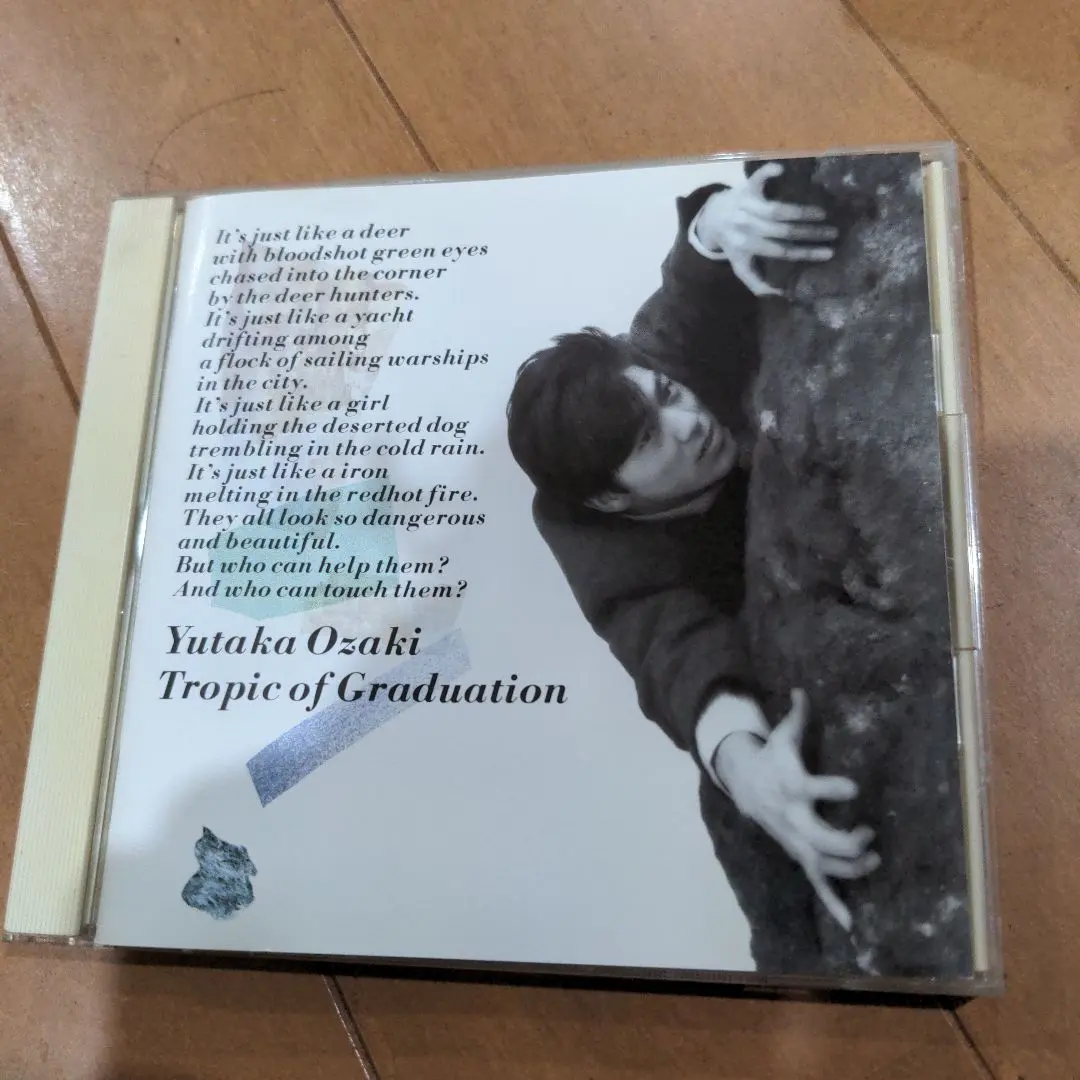 It's just like a deer
with bloodshot green eyes
chased into the corner
by the deer hunters.
It's just like a yacht
drifting among
a flock of sailing warships
in the city.
It's just like a girl
holding the deserted dog
trembling in the cold rain.
It's just like a iron
melting in the redhot fire.
They all look so dangerous
and beautiful.
But who can help them?
And who can touch them?
Yutaka Ozaki
Tropic of Graduation